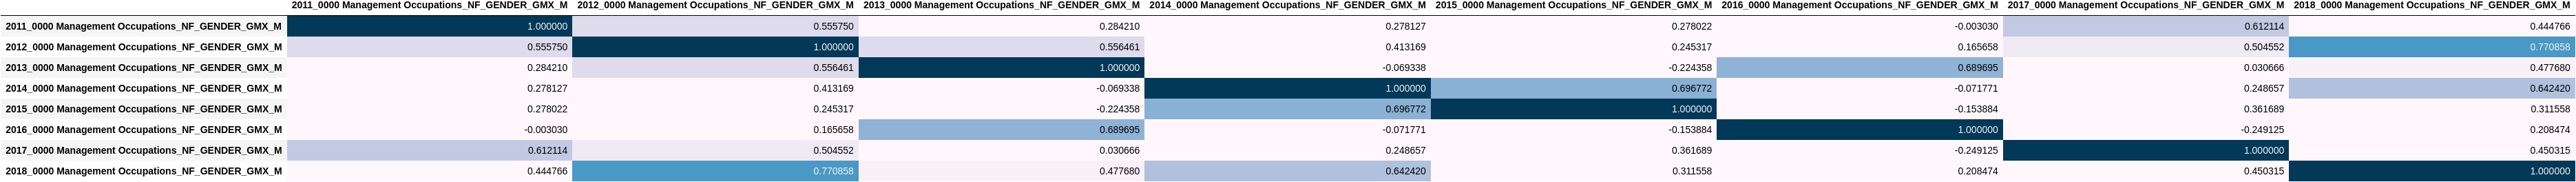 2011_0000 Management Occupations_NF_GENDER_GMX_M 2012_0000 Management Occupations_NF_GENDER_GMX_M 2013_0000 Management Occupations_NF_GENDER_GMX_M 2014_0000 Management Occupations_NF_GENDER_GMX_M 2015_0000 Management Occupations_NF_GENDER_GMX_M 2016_0000 Management Occupations_NF_GENDER_GMX_M 2017_0000 Management Occupations_NF_GENDER_GMX_M 2018_0000 Management Occupations_NF_GENDER_GMX_M
2011_0000 Management Occupations_NF_GENDER_GMX_M 1.000000 0.555750 0.284210 0.278127 0.278022 -0.003030 0.612114 0.444766
2012_0000 Management Occupations_NF_GENDER_GMX_M 0.555750 1.000000 0.556461 0.413169 0.245317 0.165658 0.504552 0.770858
2013_0000 Management Occupations_NF_GENDER_GMX_M 0.284210 0.556461 1.000000 -0.069338 -0.224358 0.689695 0.030666 0.477680
2014_0000 Management Occupations_NF_GENDER_GMX_M 0.278127 0.413169 -0.069338 1.000000 0.696772 -0.071771 0.248657 0.642420
2015_0000 Management Occupations_NF_GENDER_GMX_M 0.278022 0.245317 -0.224358 0.696772 1.000000 -0.153884 0.361689 0.311558
2016_0000 Management Occupations_NF_GENDER_GMX_M -0.003030 0.165658 0.689695 -0.071771 -0.153884 1.000000 -0.249125 0.208474
2017_0000 Management Occupations_NF_GENDER_GMX_M 0.612114 0.504552 0.030666 0.248657 0.361689 -0.249125 1.000000 0.450315
2018_0000 Management Occupations_NF_GENDER_GMX_M 0.444766 0.770858 0.477680 0.642420 0.311558 0.208474 0.450315 1.000000